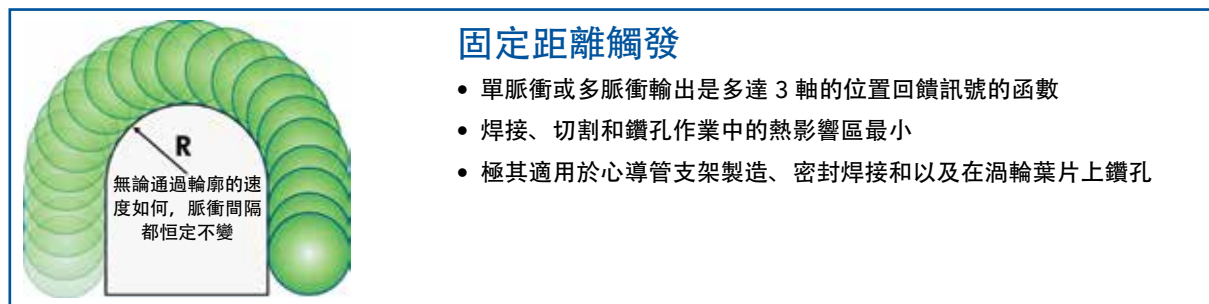 固定距離觸發
• 單脈衝或多脈衝輸出是多達 3 軸的位置回饋訊號的函數
• 焊接、切割和鑽孔作業中的熱影響區最小
• 極其適用於心導管支架製造、密封焊接和以及在渦輪葉片上鑽孔
R
無論通過輪廓的速
度如何，脈衝間隔
都恒定不變